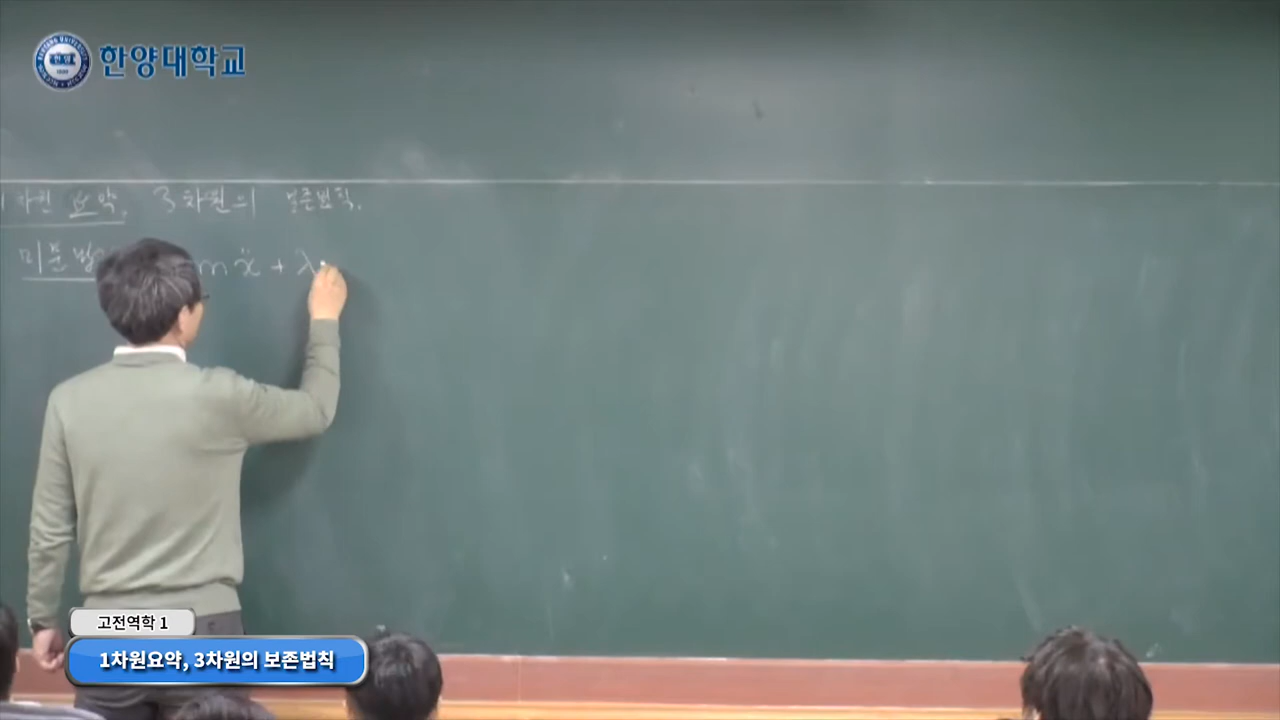 한양대학교
1차원 요약, 3차원의 보존법칙.
미분방
mẍ + λ
고전역학 1
1차원요약, 3차원의 보존법칙